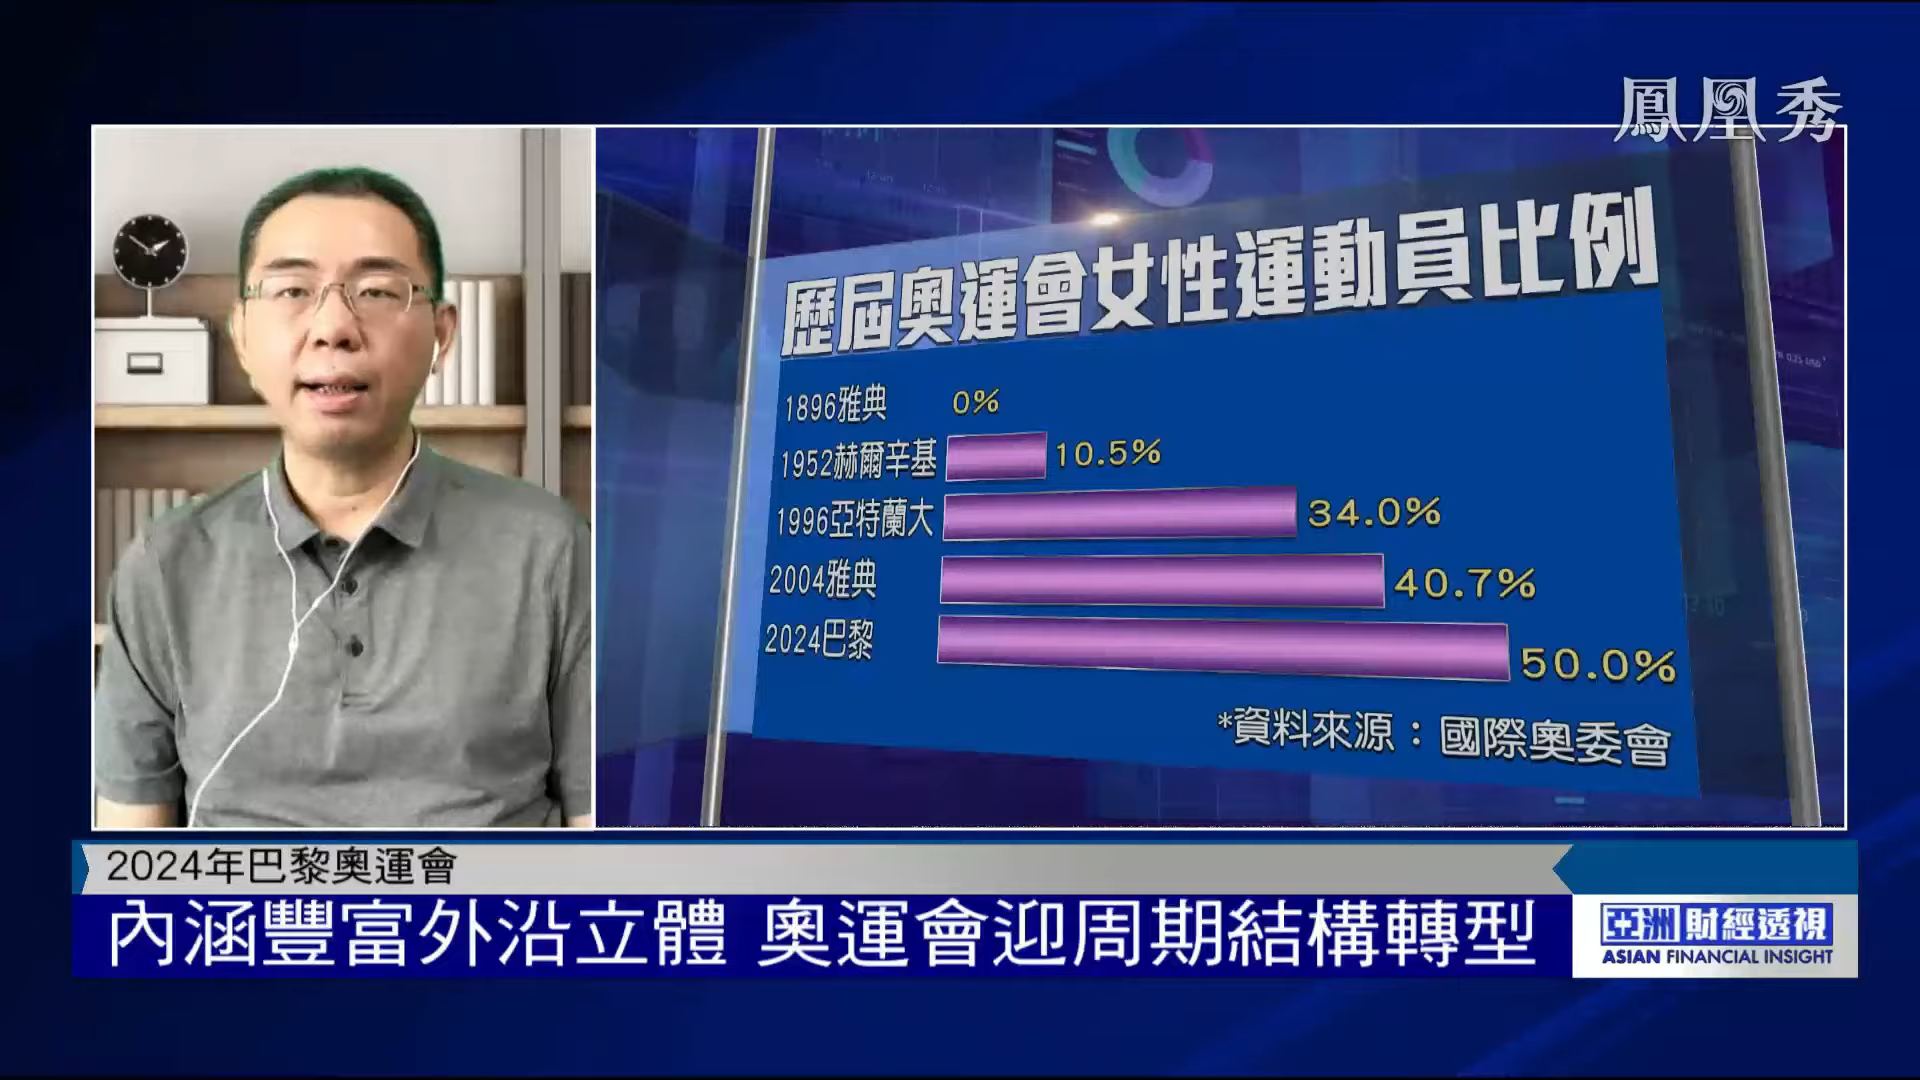 鳳凰秀
歷屆奧運會女性運動員比例
1896雅典 0%
1952赫爾辛基 10.5%
1996亞特蘭大 34.0%
2004雅典 40.7%
2024巴黎 50.0%
*資料來源：國際奧委會
2024年巴黎奧運會
內涵豐富外沿立體 奧運會迎周期結構轉型
亞洲財經透視
ASIAN FINANCIAL INSIGHT